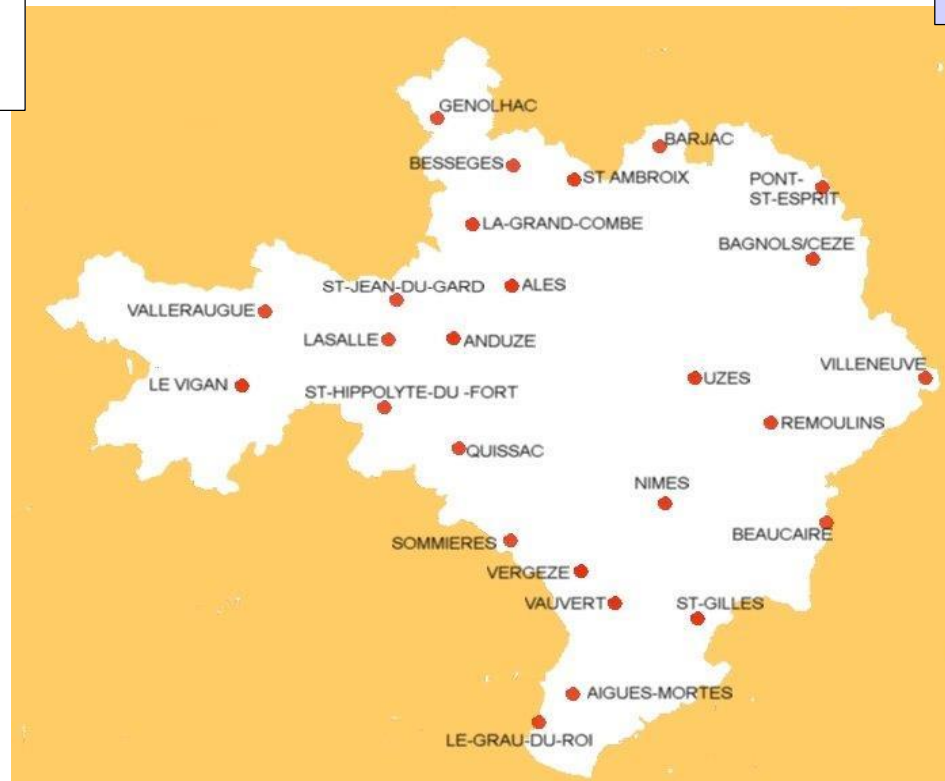 GENOLHAC
BARJAC
BESSEGES
ST AMBROIX
PONT-
ST-ESPRIT
LA-GRAND-COMBE
BAGNOLS/CEZE
ST-JEAN-DU-GARD
ALES
VALLERAUGUE
LASALLE
ANDUZE
VILLENEUVE
LE VIGAN
ST-HIPPOLYTE-DU -FORT
UZES
REMOULINS
QUISSAC
NIMES
BEAUCAIRE
SOMMIERES
VERGEZE
VAUVERT
ST-GILLES
AIGUES-MORTES
LE-GRAU-DU-ROI